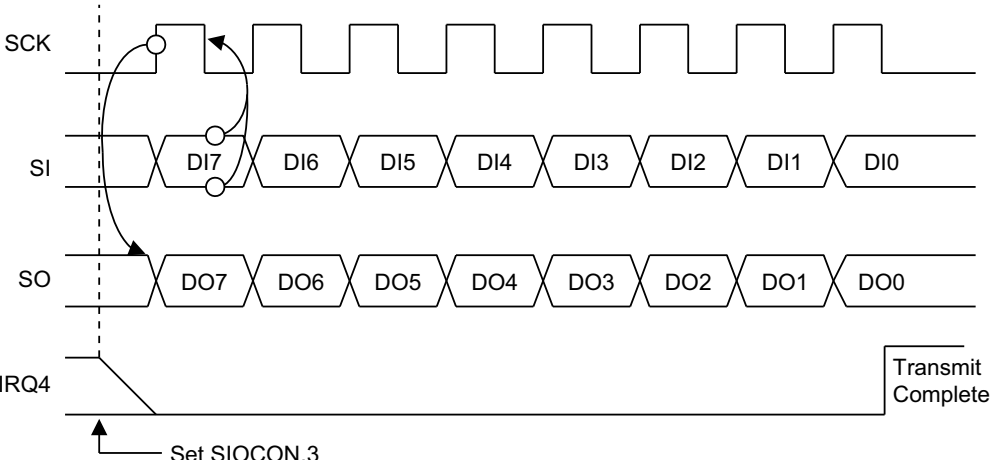 SCK
SI
DI7 DI6 DI5 DI4 DI3 DI2 DI1 DI0
SO
DO7 DO6 DO5 DO4 DO3 DO2 DO1 DO0
IRQ4
Transmit
Complete
Set SIOCON.3